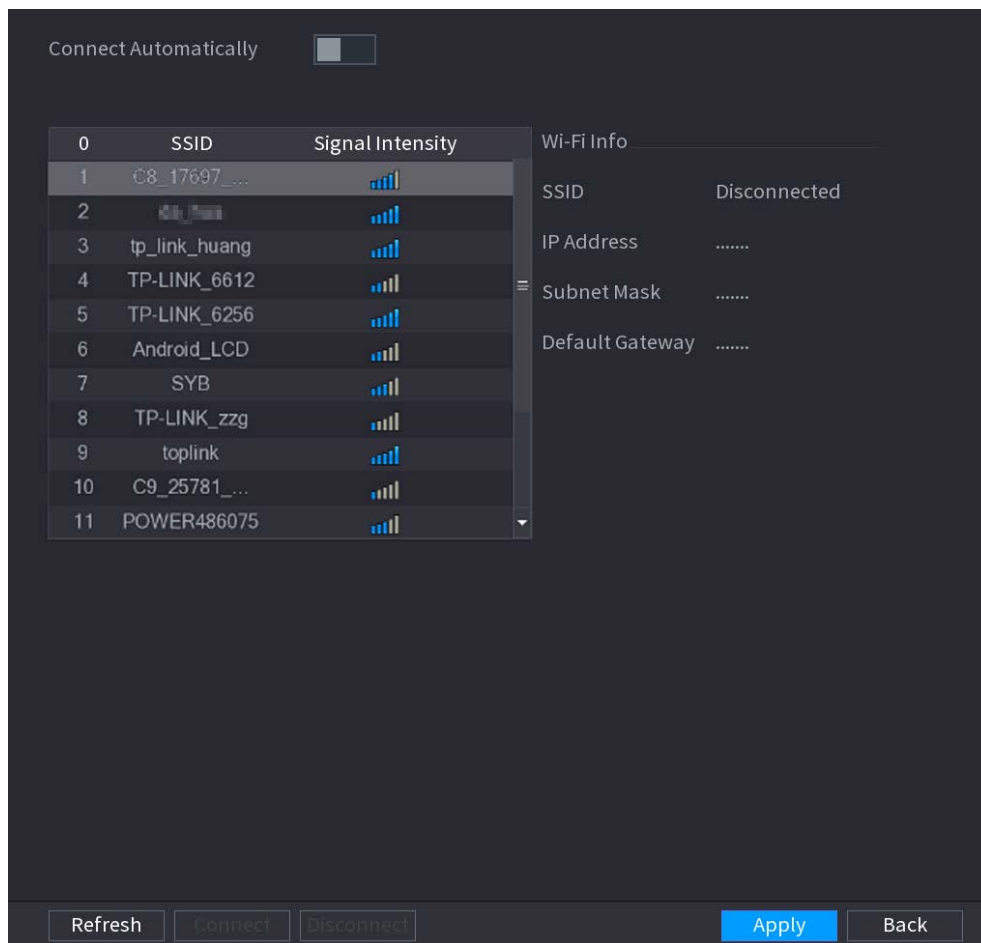 Connect Automatically
0 SSID Signal Intensity
1 C8_17697_...
2
3 tp_link_huang
4 TP-LINK_6612
5 TP-LINK_6256
6 Android_LCD
7 SYB
8 TP-LINK_zzg
9 toplink
10 C9_25781_...
11 POWER486075
Wi-Fi Info
SSID Disconnected
IP Address .......
Subnet Mask .......
Default Gateway .......
Refresh Connect Disconnect Apply Back